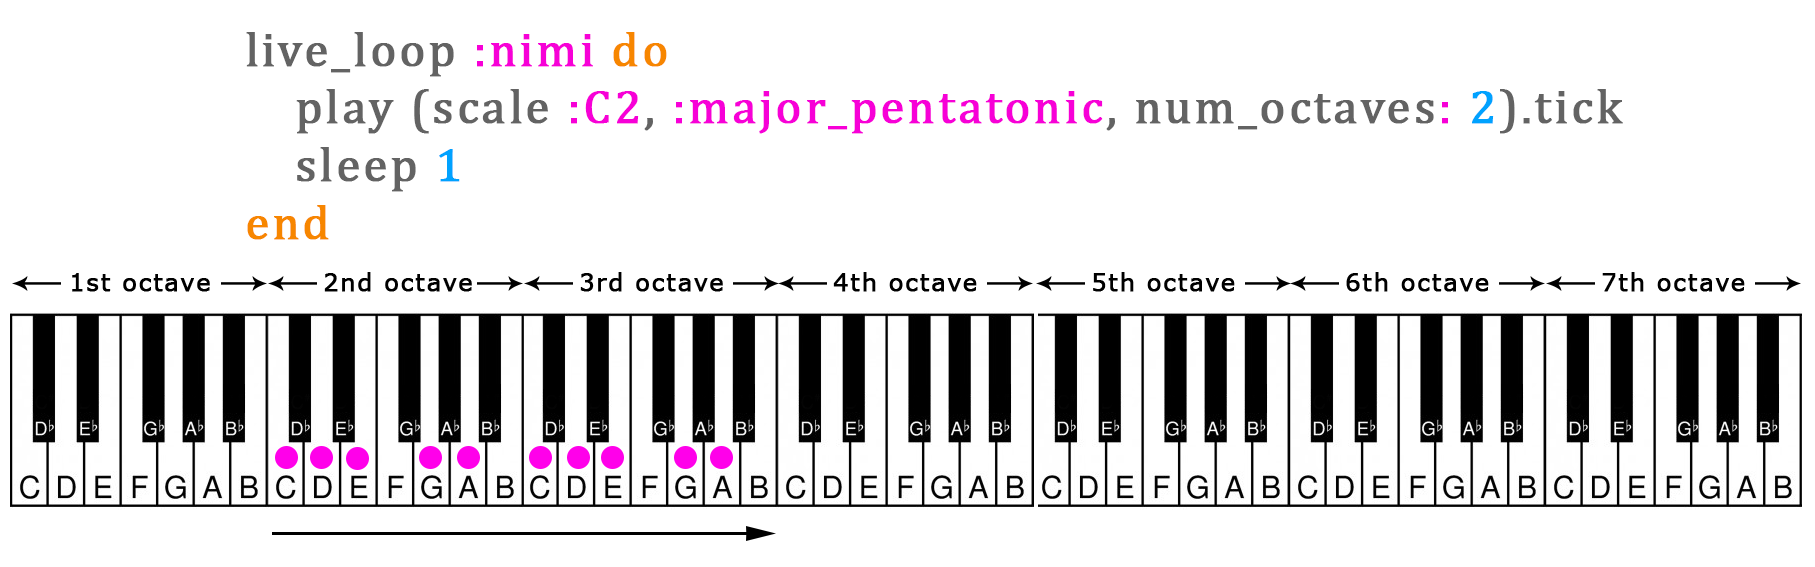 live_loop :nimi do
play (scale :C2, :major_pentatonic, num_octaves: 2).tick
sleep 1
end
1st octave 2nd octave 3rd octave 4th octave 5th octave 6th octave 7th octave
D♭ E♭ G♭ A♭ B♭ D♭ E♭ G♭ A♭ B♭ D♭ E♭ G♭ A♭ B♭ D♭ E♭ G♭ A♭ B♭ D♭ E♭ G♭ A♭ B♭ D♭ E♭ G♭ A♭ B♭ D♭ E♭ G♭ A♭ B♭
C D E F G A B C D E F G A B C D E F G A B C D E F G A B C D E F G A B C D E F G A B C D E F G A B